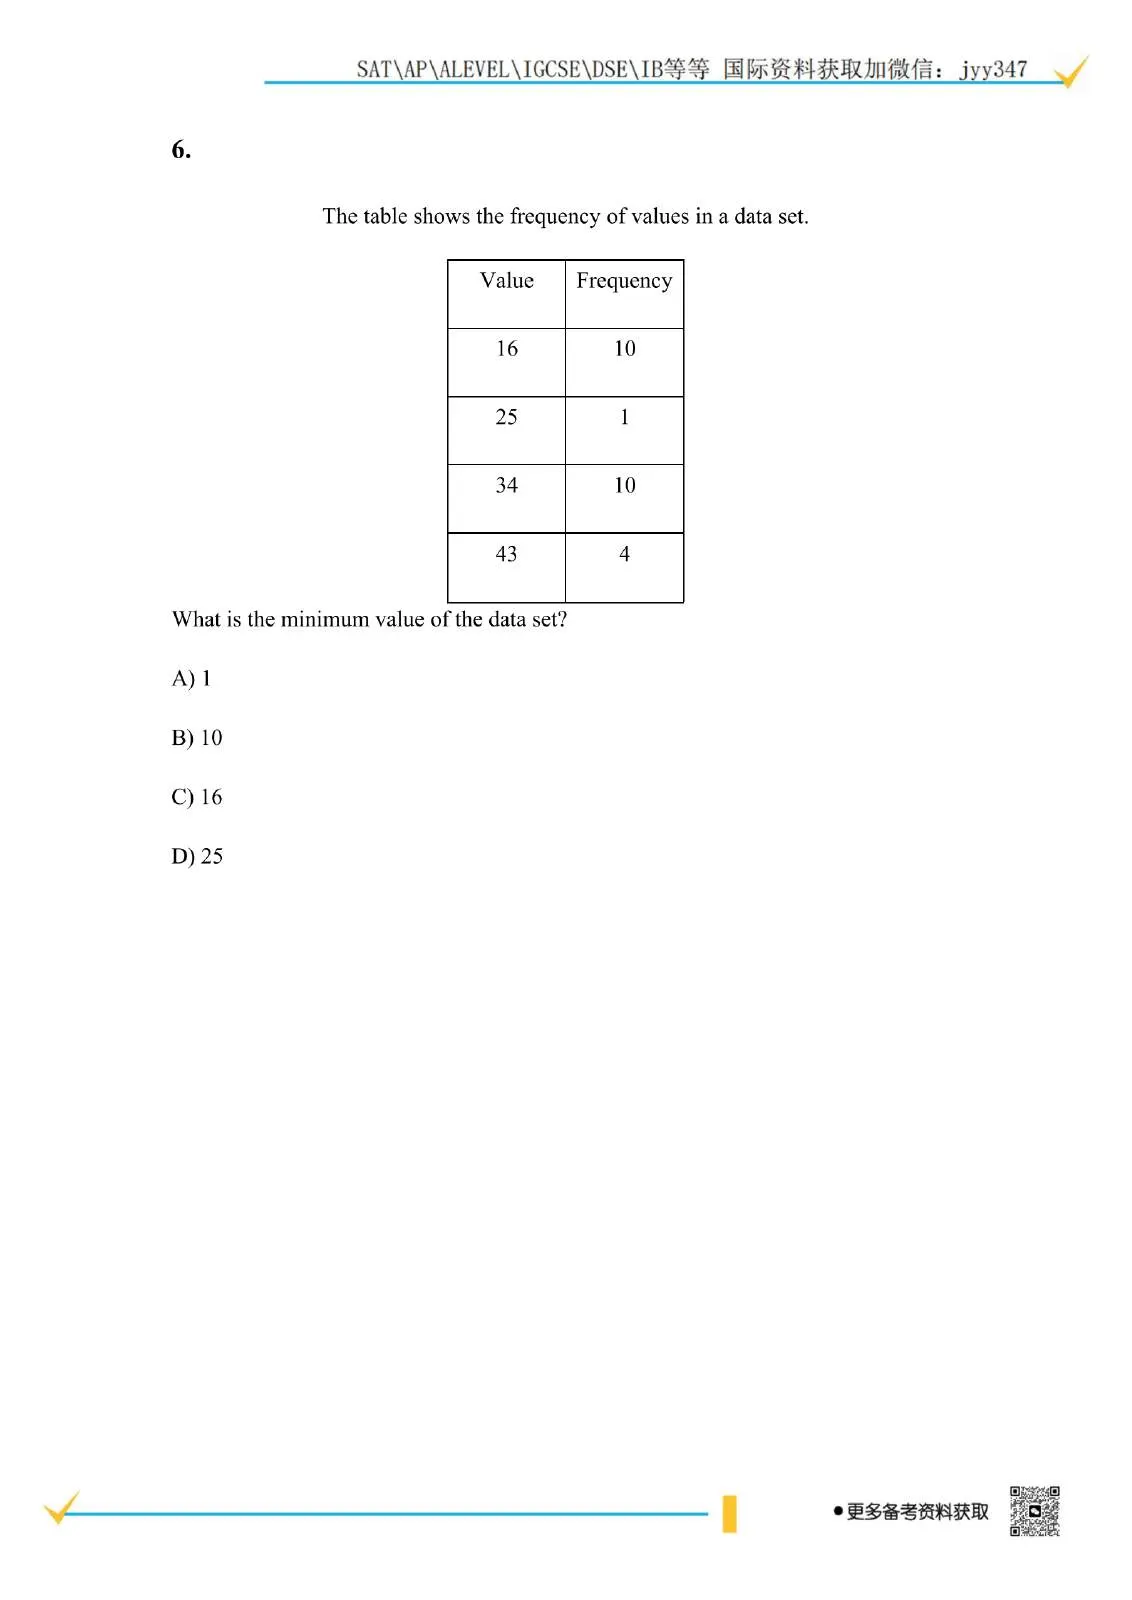 SAT\AP\ALEVEL\IGCSE\DSE\IB等等 国际资料获取加微信: jyy347
6.
The table shows the frequency of values in a data set.
Value Frequency
16 10
25 1
34 10
43 4
What is the minimum value of the data set?
A) 1
B) 10
C) 16
D) 25
●更多备考资料获取